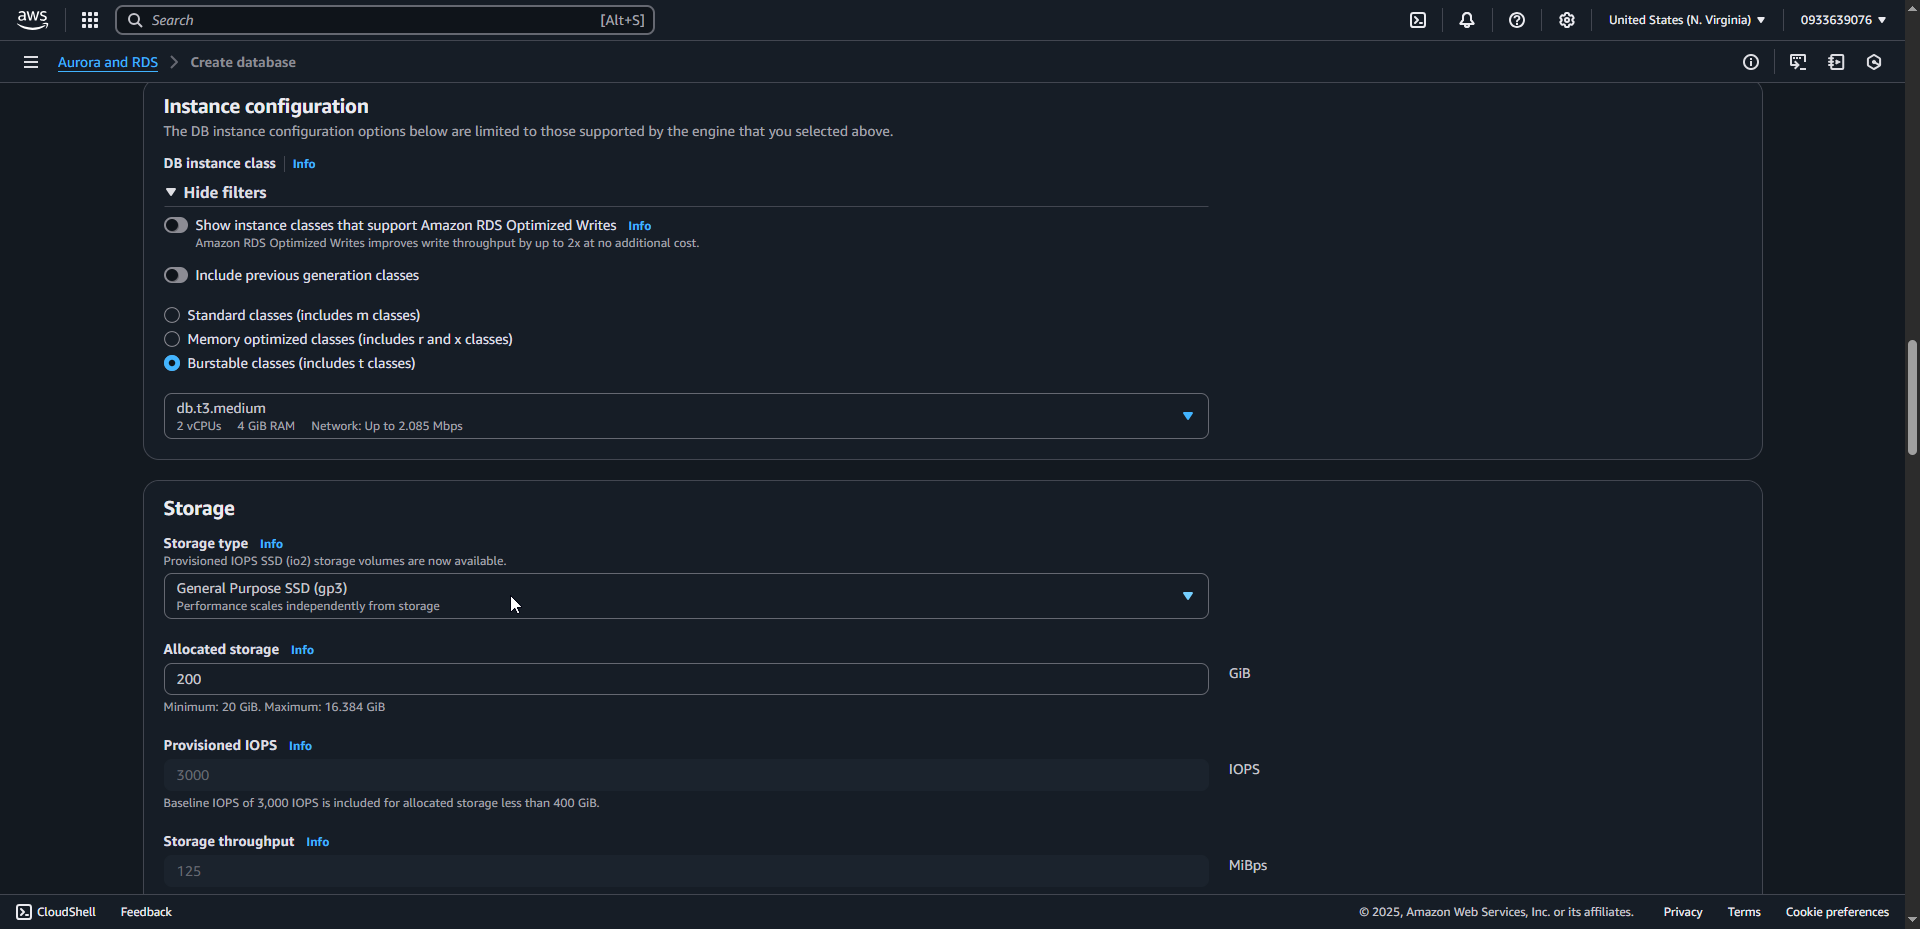 aws
Search [Alt+S]
United States (N. Virginia)
0933639076
Aurora and RDS
Create database
Instance configuration
The DB instance configuration options below are limited to those supported by the engine that you selected above.
DB instance class Info
Hide filters
Show instance classes that support Amazon RDS Optimized Writes Info
Amazon RDS Optimized Writes improves write throughput by up to 2x at no additional cost.
Include previous generation classes
Standard classes (includes m classes)
Memory optimized classes (includes r and x classes)
Burstable classes (includes t classes)
db.t3.medium
2 vCPUs 4 GiB RAM Network: Up to 2.085 Mbps
Storage
Storage type Info
Provisioned IOPS SSD (io2) storage volumes are now available.
General Purpose SSD (gp3)
Performance scales independently from storage
Allocated storage Info
200
GiB
Minimum: 20 GiB. Maximum: 16.384 GiB
Provisioned IOPS Info
3000
IOPS
Baseline IOPS of 3,000 IOPS is included for allocated storage less than 400 GiB.
Storage throughput Info
125
MiBps
CloudShell
Feedback
© 2025, Amazon Web Services, Inc. or its affiliates.
Privacy
Terms
Cookie preferences